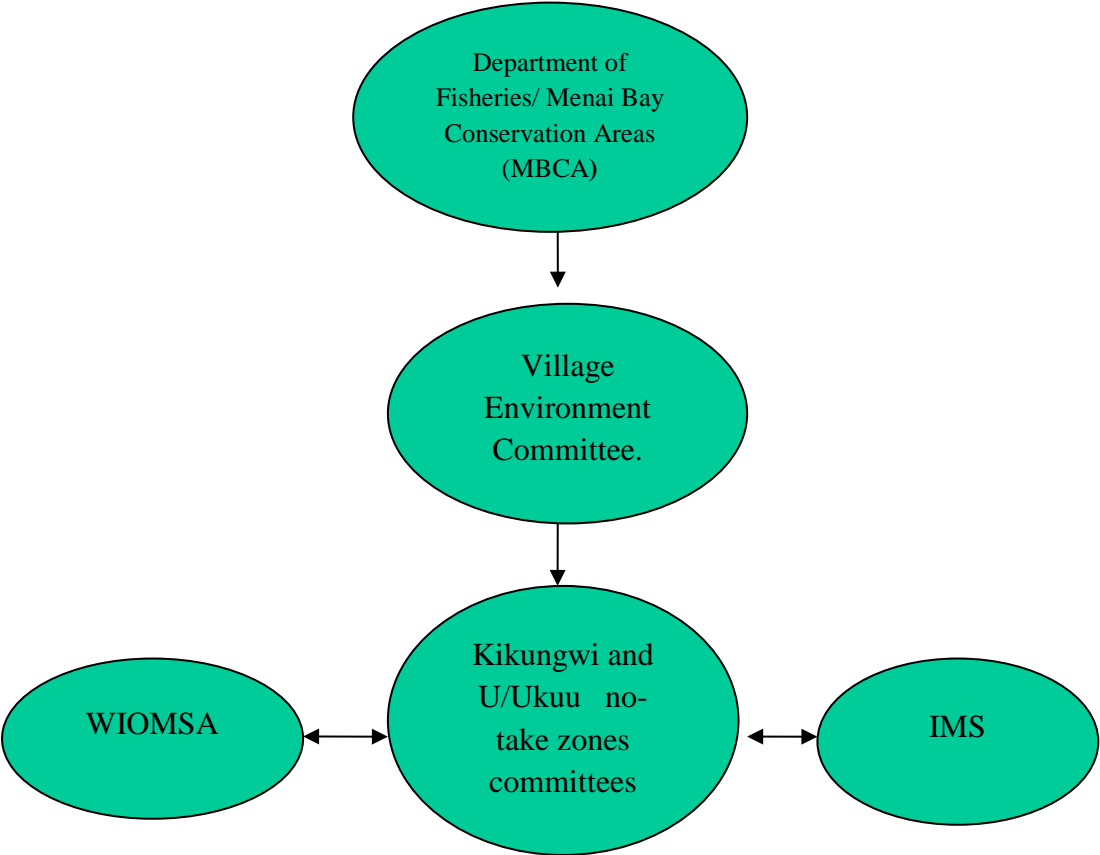 Department of
Fisheries/ Menai Bay
Conservation Areas
(MBCA)
Village
Environment
Committee.
Kikungwi and
U/Ukuu no-
take zones
committees
WIOMSA
IMS